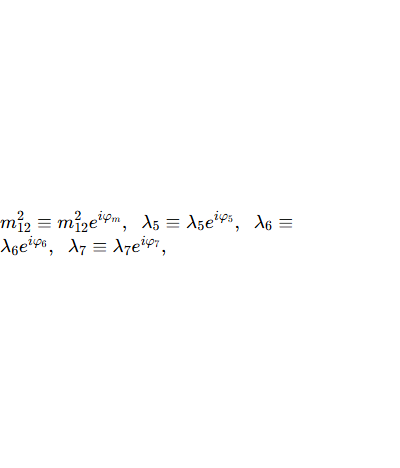 $m_{12}^2 \equiv m_{12}^2 e^{i\varphi_m}, \ \ \lambda_5 \equiv \lambda_5 e^{i\varphi_5}, \ \ \lambda_6 \equiv$
$\lambda_6 e^{i\varphi_6}, \ \ \lambda_7 \equiv \lambda_7 e^{i\varphi_7},$